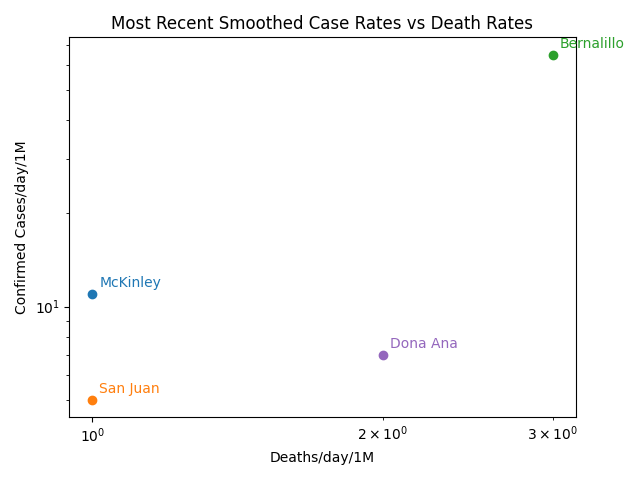 Most Recent Smoothed Case Rates vs Death Rates
Bernalillo
Confirmed Cases/day/1M
McKinley
10¹
Dona Ana
San Juan
10⁰
2 × 10⁰
3 × 10⁰
Deaths/day/1M